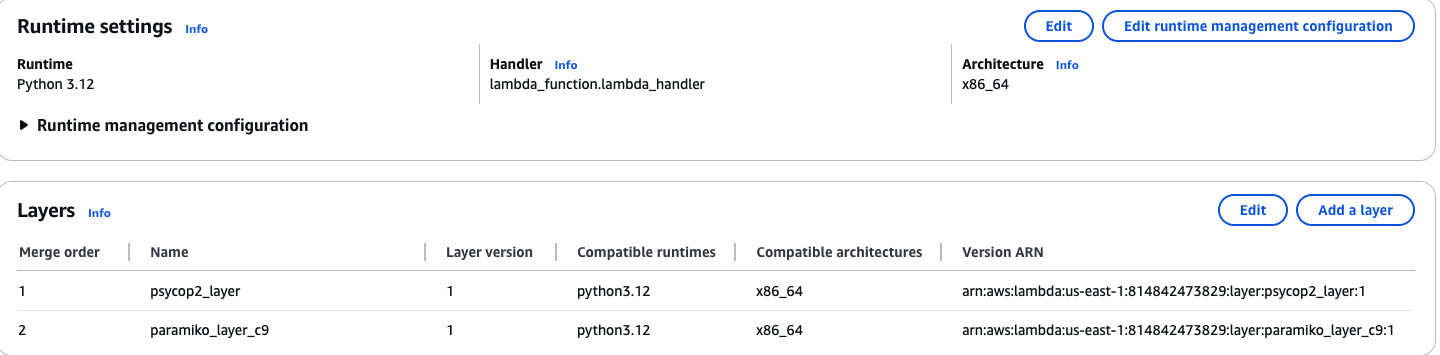 Runtime settings Info Edit Edit runtime management configuration
Runtime Handler Info Architecture Info
Python 3.12 lambda_function.lambda_handler x86_64
Runtime management configuration
Layers Info Edit Add a layer
Merge order Name Layer version Compatible runtimes Compatible architectures Version ARN
1 psycop2_layer 1 python3.12 x86_64 arn:aws:lambda:us-east-1:814842473829:layer:psycop2_layer:1
2 paramiko_layer_c9 1 python3.12 x86_64 arn:aws:lambda:us-east-1:814842473829:layer:paramiko_layer_c9:1